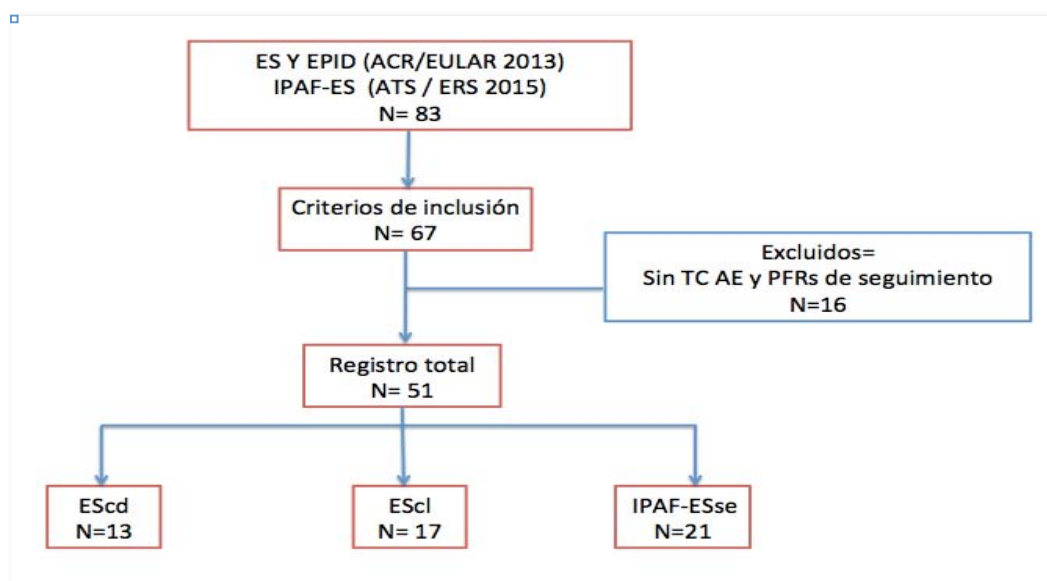 ES Y EPID (ACR/EULAR 2013)
IPAF-ES  (ATS / ERS 2015)
N= 83
Criterios de inclusión
N= 67
Excluidos=
Sin TC AE y PFRs de seguimiento
N=16
Registro total
N= 51
EScd
N=13
EScl
N= 17
IPAF-ESse
N=21